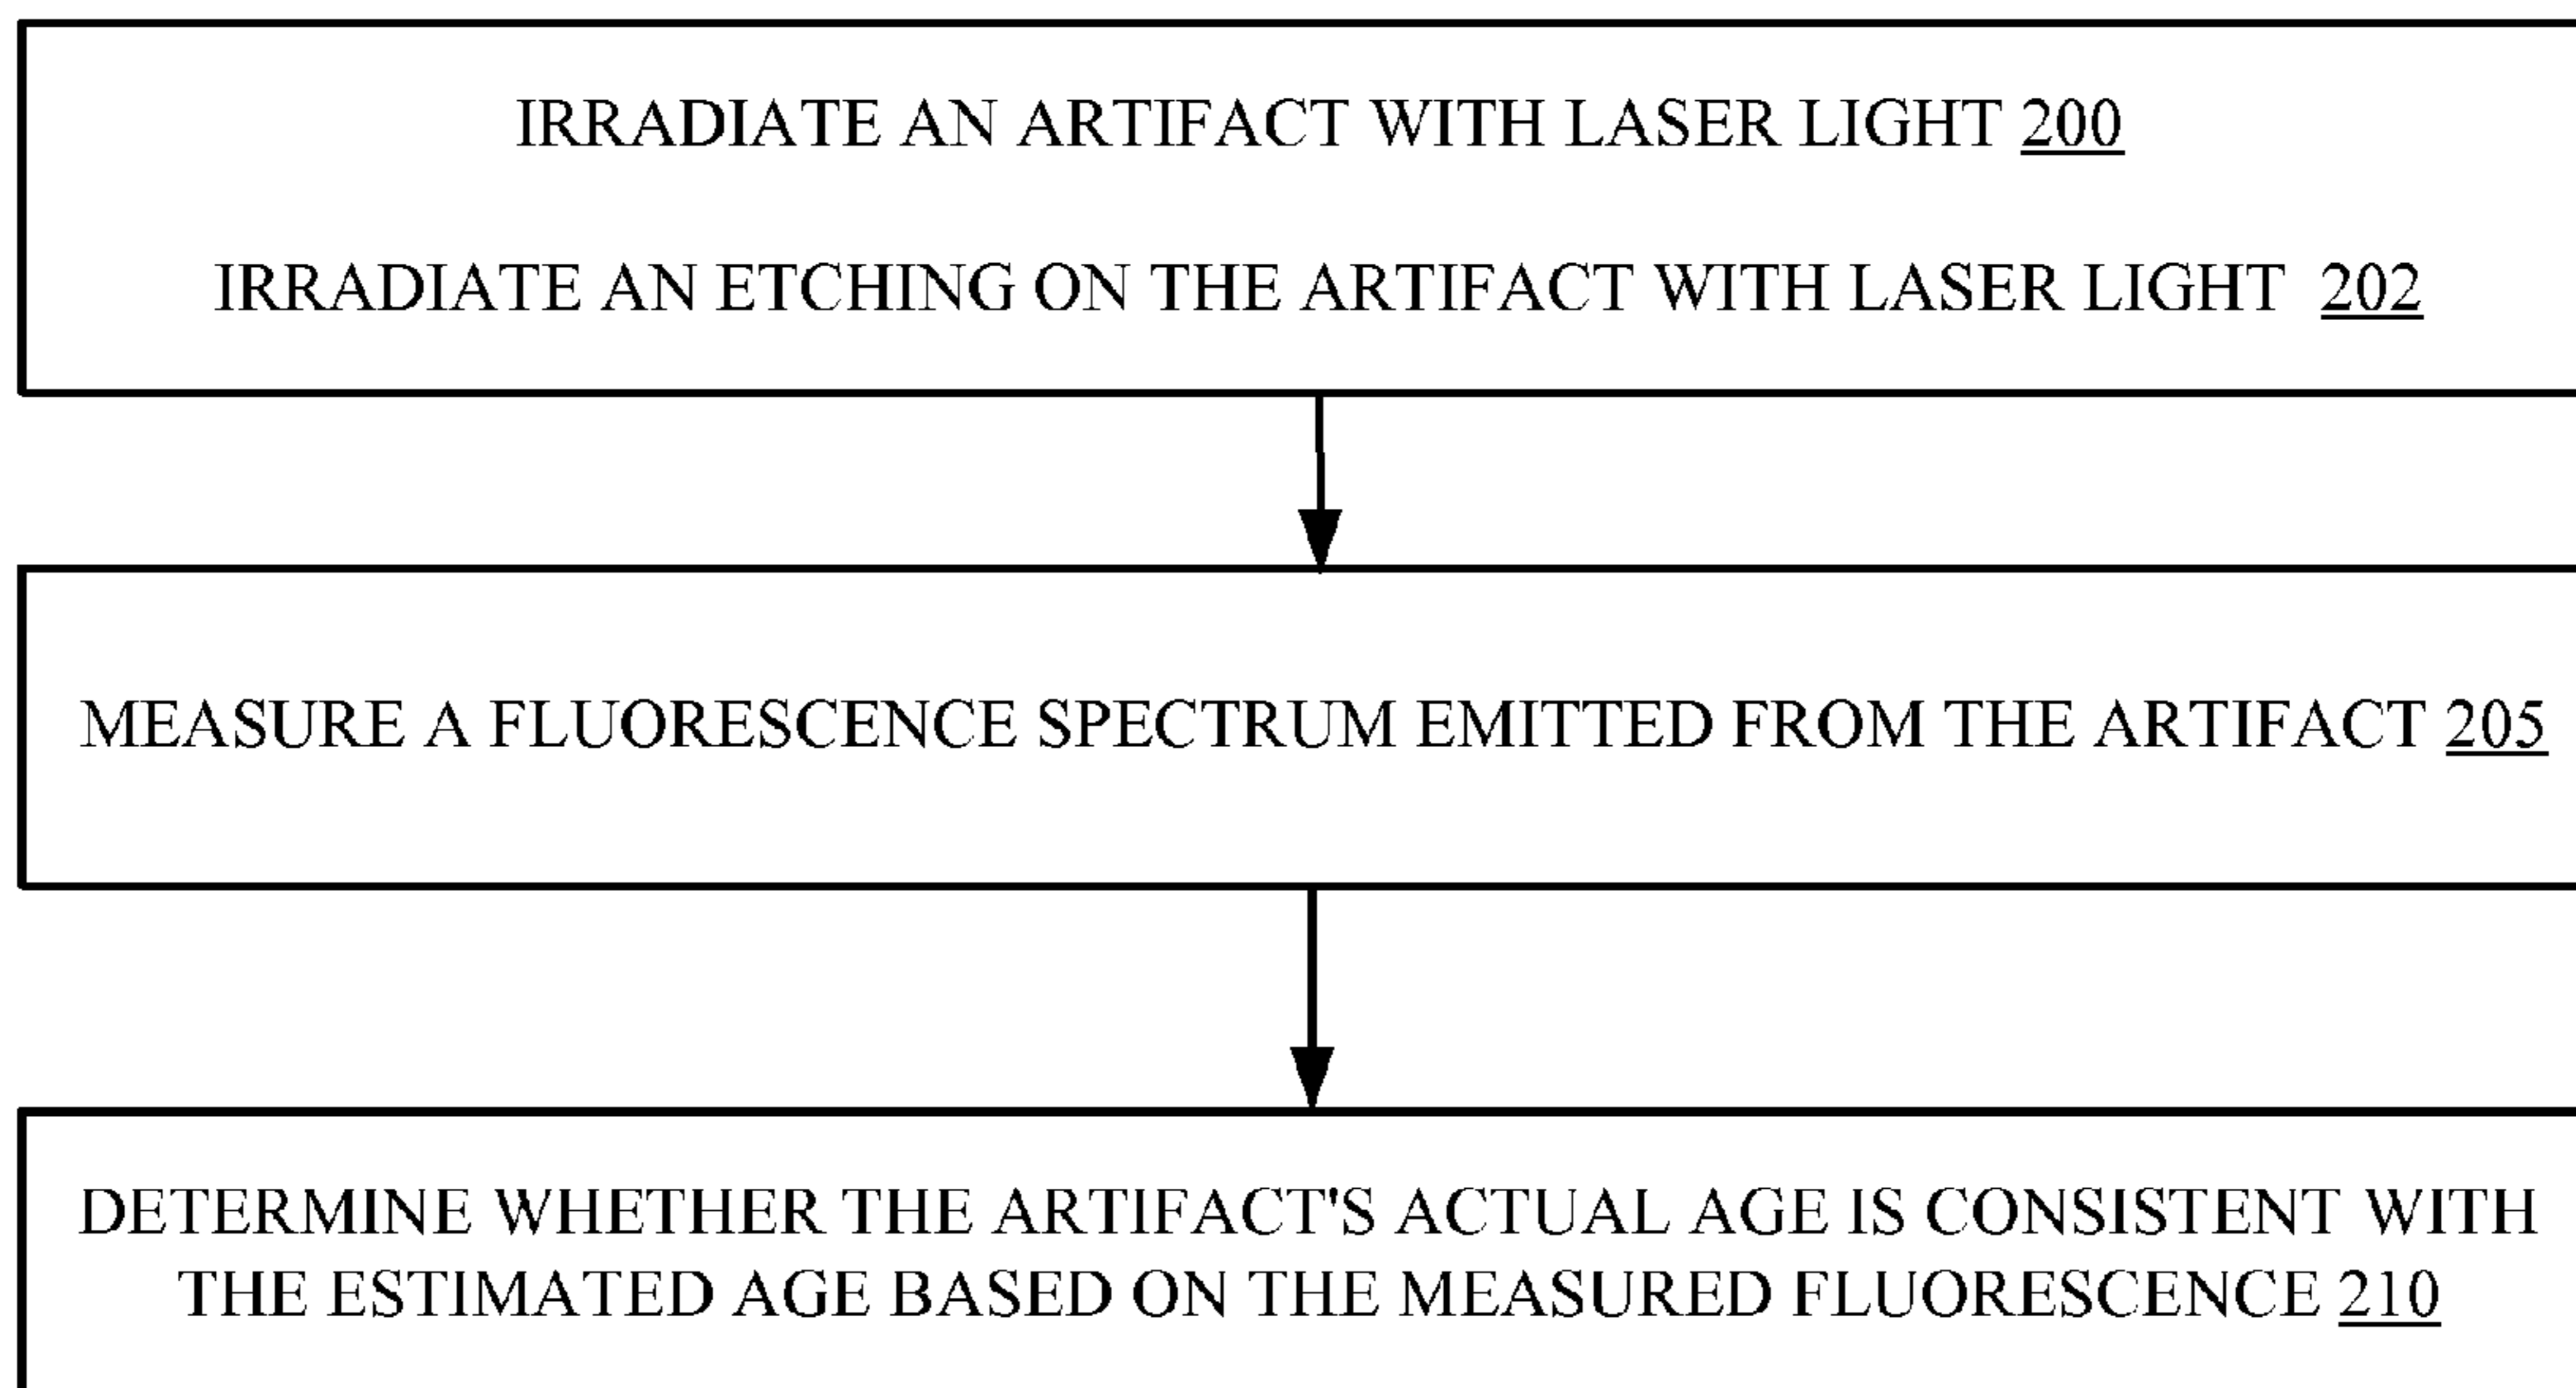 IRRADIATE AN ARTIFACT WITH LASER LIGHT 200
IRRADIATE AN ETCHING ON THE ARTIFACT WITH LASER LIGHT 202
MEASURE A FLUORESCENCE SPECTRUM EMITTED FROM THE ARTIFACT 205
DETERMINE WHETHER THE ARTIFACT'S ACTUAL AGE IS CONSISTENT WITH
THE ESTIMATED AGE BASED ON THE MEASURED FLUORESCENCE 210